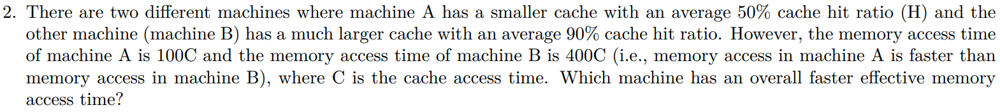 2. There are two different machines where machine A has a smaller cache with an average 50% cache hit ratio (H) and the
other machine (machine B) has a much larger cache with an average 90% cache hit ratio. However, the memory access time
of machine A is 100C and the memory access time of machine B is 400C (i.e., memory access in machine A is faster than
memory access in machine B), where C is the cache access time. Which machine has an overall faster effective memory
access time?